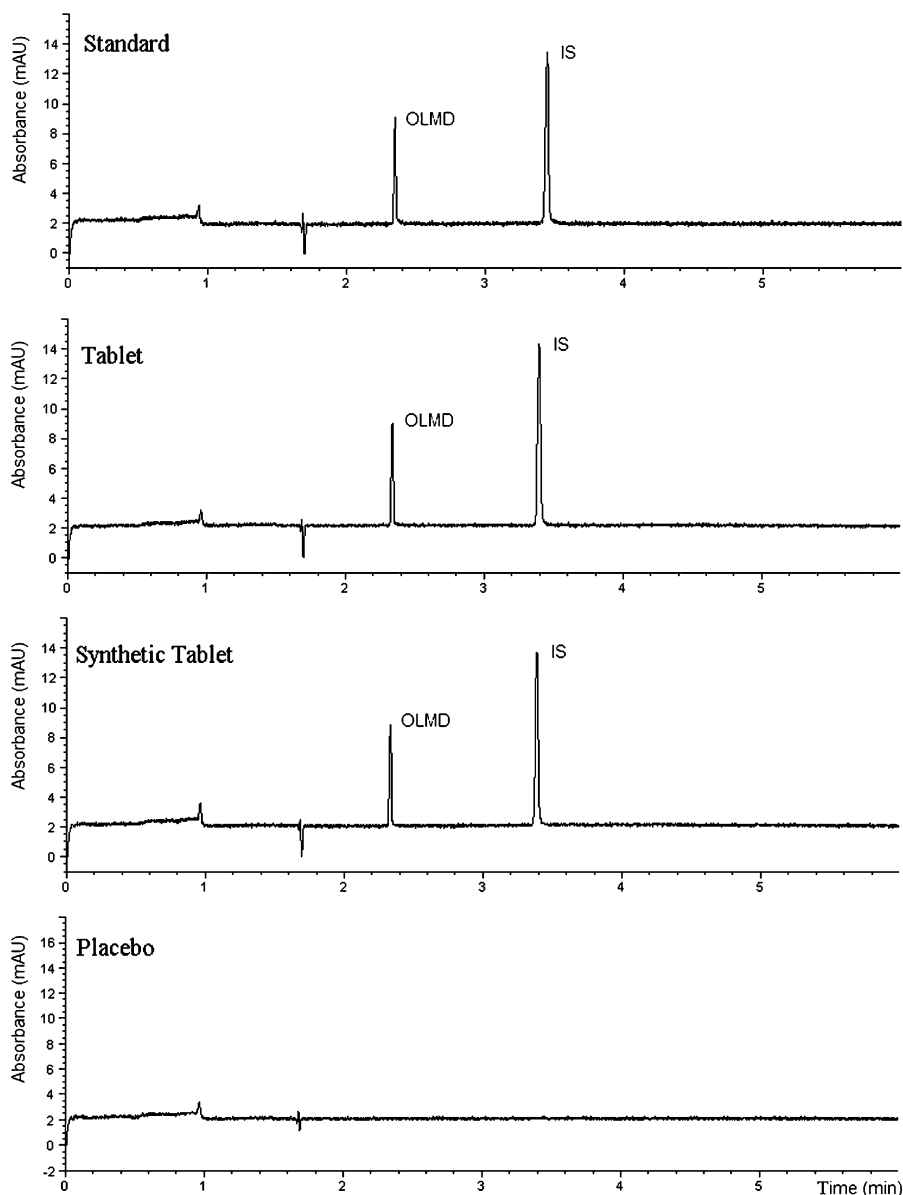 Standard
Absorbance (mAU)
14
12
10
8
6
4
2
0
OLMD
IS
0 1 2 3 4 5
Tablet
Absorbance (mAU)
14
12
10
8
6
4
2
0
OLMD
IS
0 1 2 3 4 5
Synthetic Tablet
Absorbance (mAU)
14
12
10
8
6
4
2
0
OLMD
IS
0 1 2 3 4 5
Placebo
Absorbance (mAU)
16
14
12
10
8
6
4
2
0
-2
0 1 2 3 4 5 Time (min)